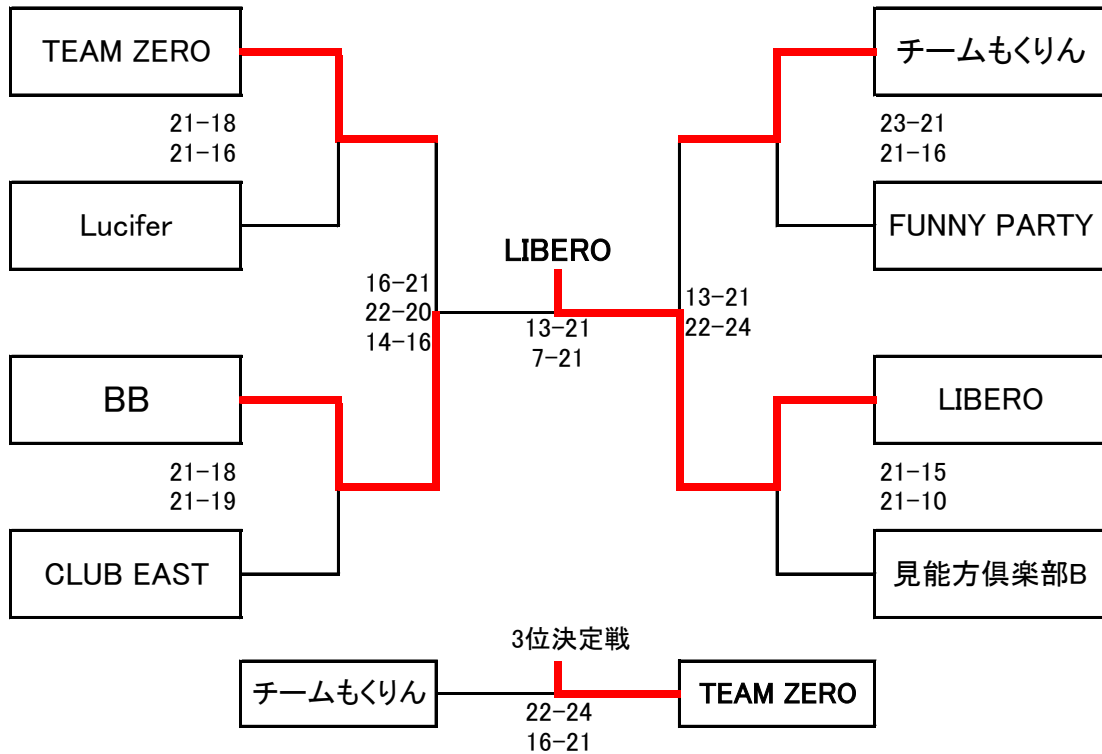 TEAM ZERO
21-18
21-16
Lucifer
BB
21-18
21-19
CLUB EAST
16-21
22-20
14-16
LIBERO
13-21
7-21
13-21
22-24
チームもくりん
23-21
21-16
FUNNY PARTY
LIBERO
21-15
21-10
見能方倶楽部B
3位決定戦
チームもくりん
22-24
16-21
TEAM ZERO